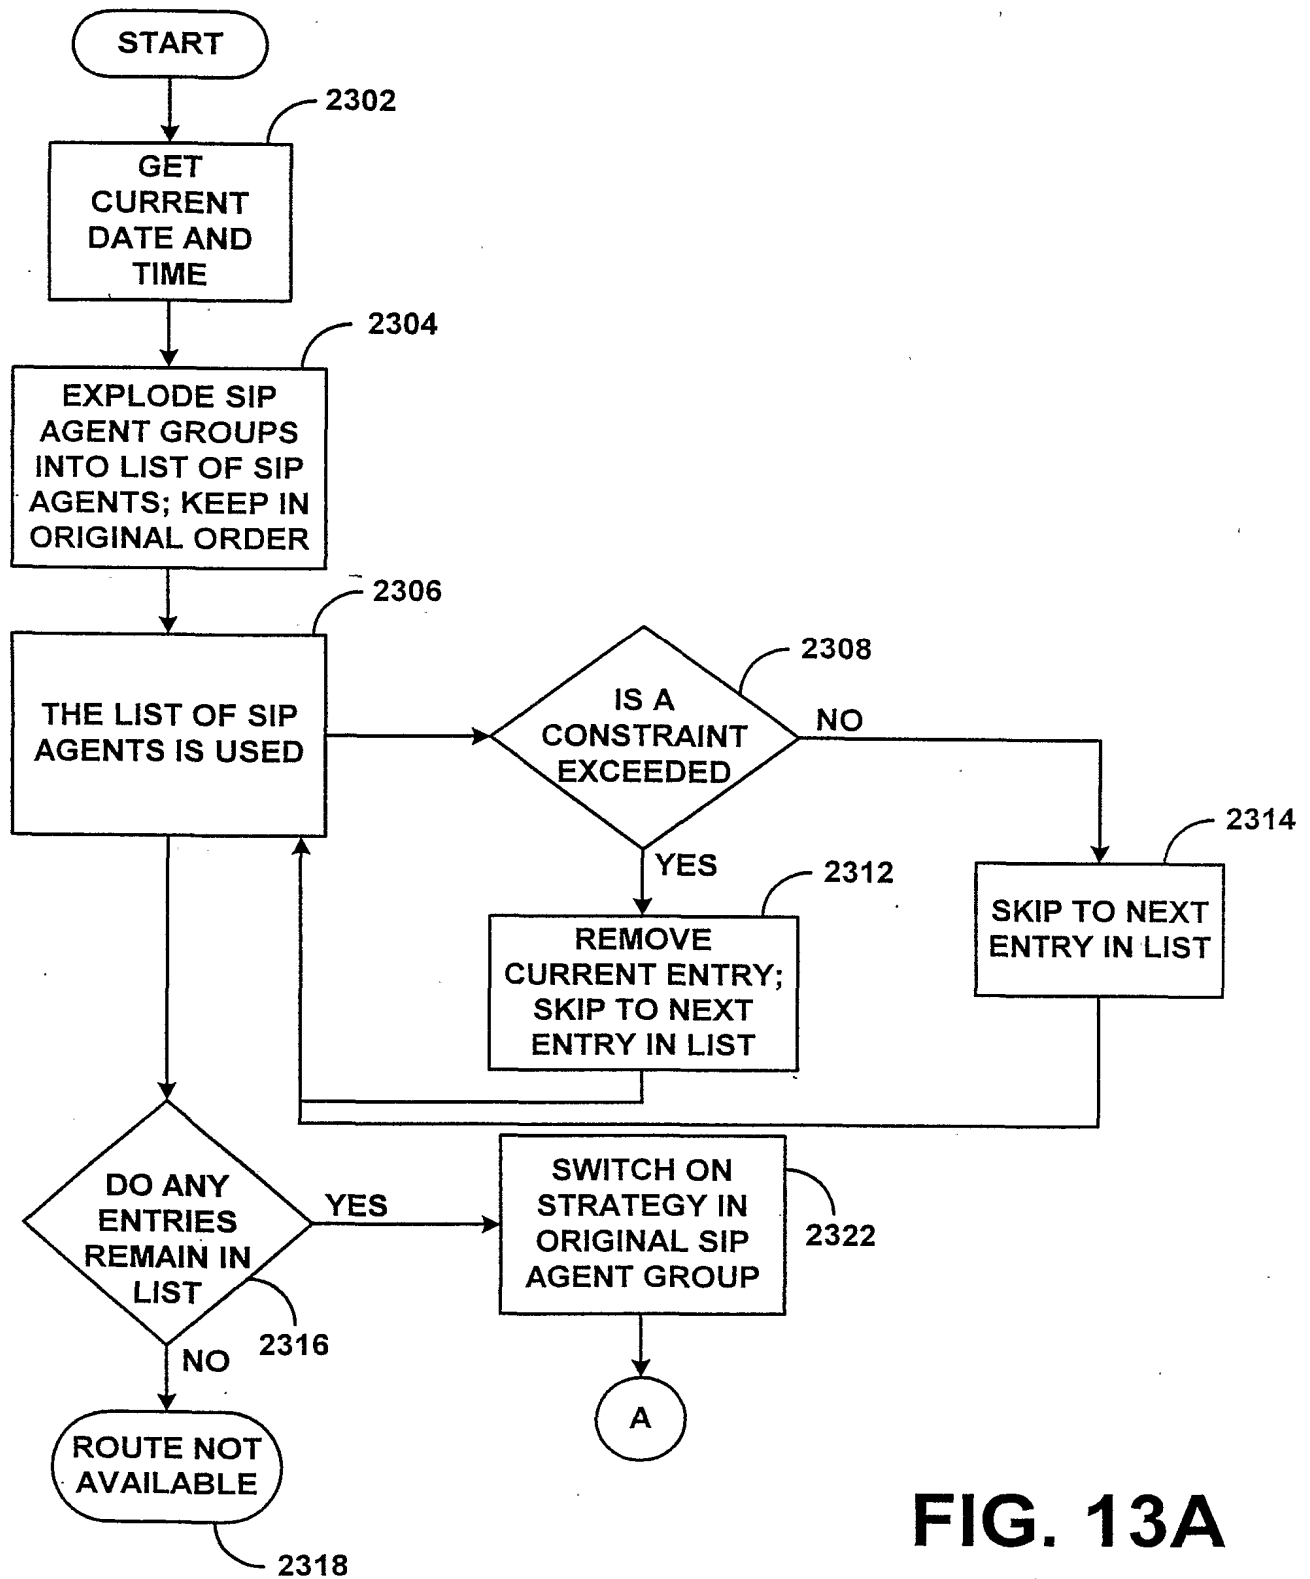 START
2302
GET
CURRENT
DATE AND
TIME
2304
EXPLODE SIP
AGENT GROUPS
INTO LIST OF SIP
AGENTS; KEEP IN
ORIGINAL ORDER
2306
THE LIST OF SIP
AGENTS IS USED
2308
IS A
CONSTRAINT
EXCEEDED
NO
YES
2312
REMOVE
CURRENT ENTRY;
SKIP TO NEXT
ENTRY IN LIST
2314
SKIP TO NEXT
ENTRY IN LIST
DO ANY
ENTRIES
REMAIN IN
LIST
2316
YES
SWITCH ON
STRATEGY IN
ORIGINAL SIP
AGENT GROUP
2322
NO
A
ROUTE NOT
AVAILABLE
2318
FIG. 13A